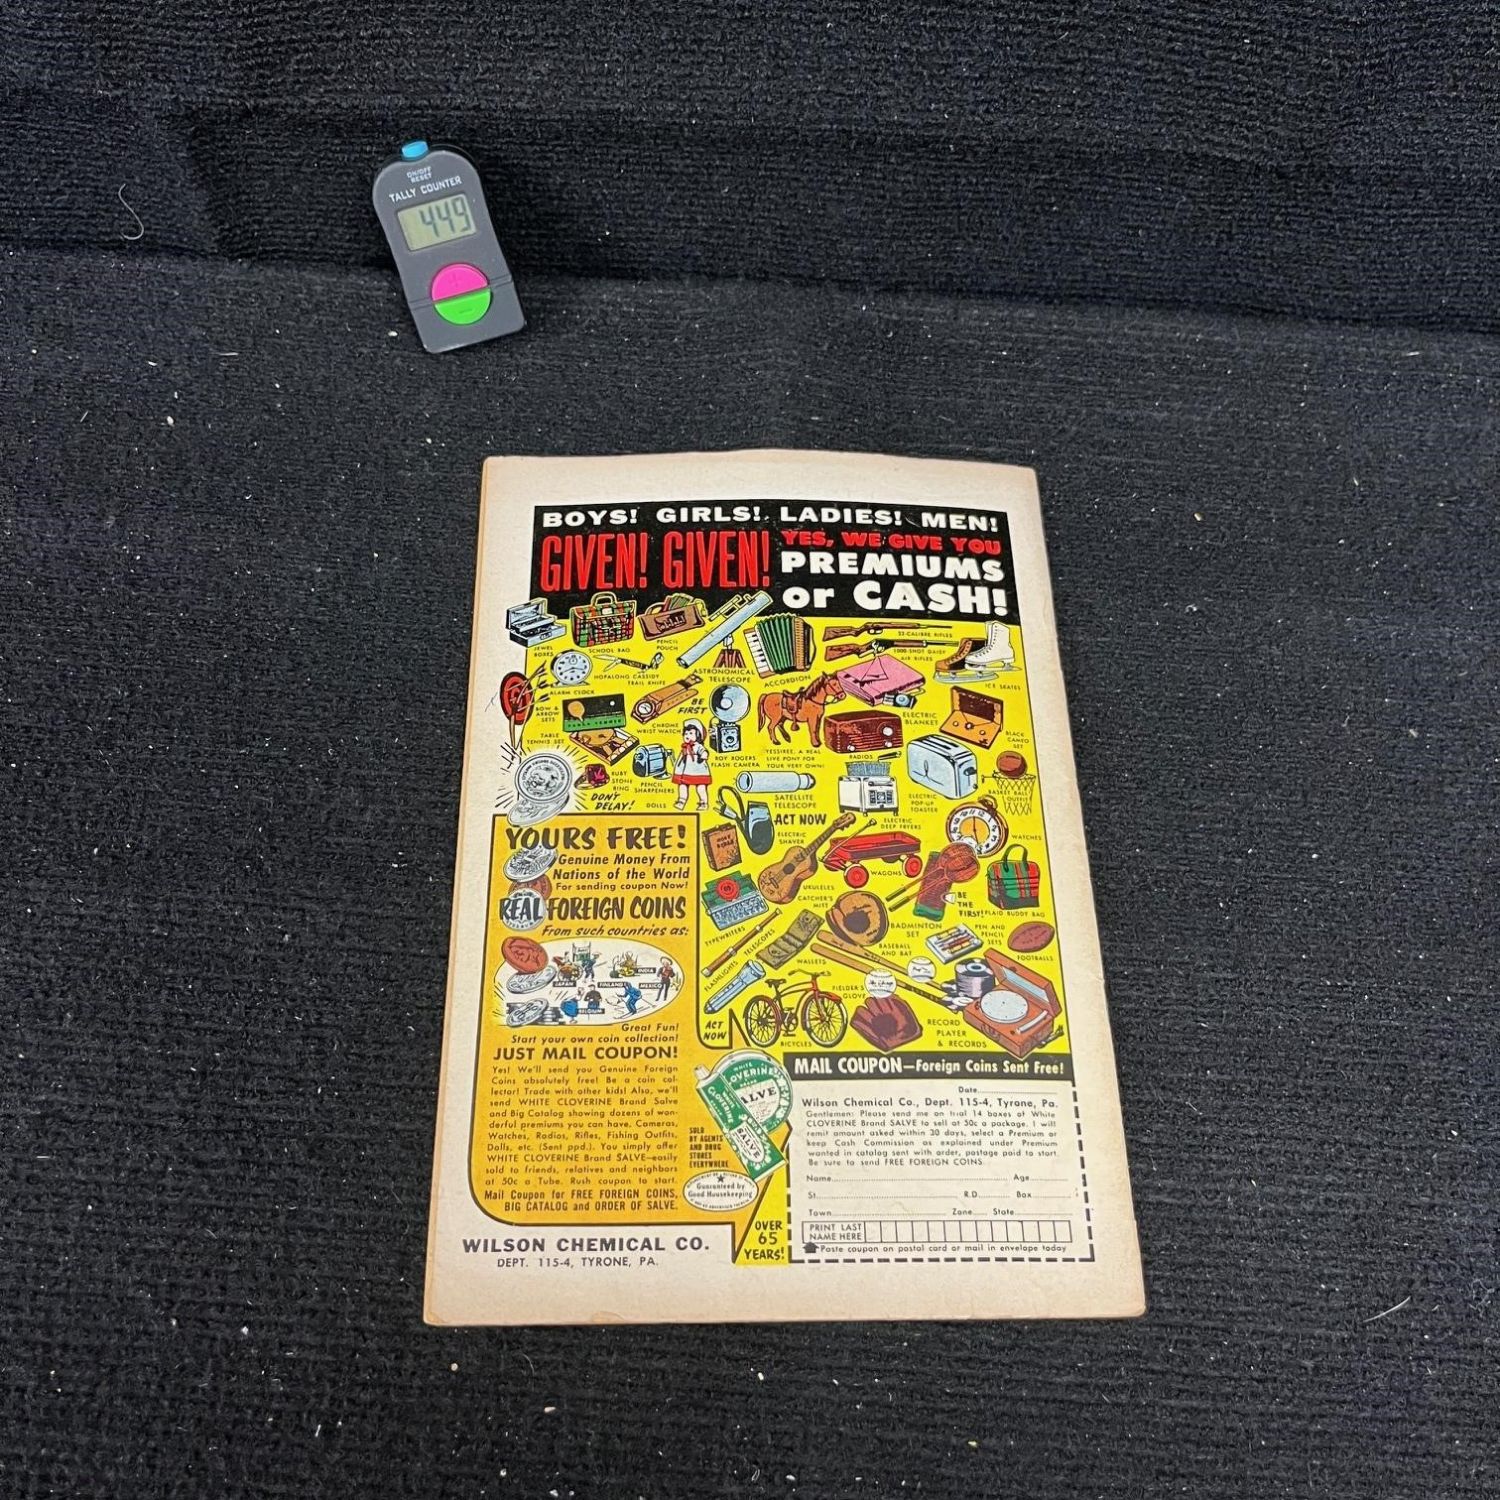 ON/OFF
RESET
TALLY COUNTER
449
BOYS! GIRLS! LADIES! MEN!
GIVEN! GIVEN!
YES, WE GIVE YOU
PREMIUMS
or CASH!
JEWEL
BOXES
SCHOOL BAG
PENCIL
POUCH
ASTRONOMICAL
TELESCOPE
ACCORDION
22-CALIBRE RIFLES
1000-SHOT DAISY
AIR RIFLES
ICE SKATES
ALARM CLOCK
HOPALONG CASSIDY
TRAIL KNIFE
BOW &
ARROW
SETS
TABLE
TENNIS SET
CHROME
WRIST WATCH
BE
FIRST
ROY ROGERS
FLASH CAMERA
YESSIREE, A REAL
LIVE PONY FOR
YOUR VERY OWN!
ELECTRIC
BLANKET
BLACK
CAMEO
SET
RADIOS
RUBY
STONE
RING
PENCIL
SHARPENERS
DOLLS
DON'T
DELAY!
SATELLITE
TELESCOPE
ACT NOW
ELECTRIC
POP-UP
TOASTER
BASKET BALL
OUTFIT
ELECTRIC
SHAVER
ELECTRIC
DEEP FRYERS
WATCHES
HOLY
BIBLE
UKULELES
WAGONS
TYPEWRITERS
CATCHER'S
MITT
BE
THE
FIRST!
PLAID BUDDY BAG
BADMINTON
SET
PEN AND
PENCIL
SETS
FOOTBALLS
TELESCOPES
WALLETS
BASEBALL
AND BAT
FLASHLIGHTS
FIELDER'S
GLOVE
ACT
NOW
BICYCLES
RECORD
PLAYER
& RECORDS
YOURS FREE!
Genuine Money From
Nations of the World
For sending coupon Now!
REAL FOREIGN COINS
From such countries as:
JAPAN
FINLAND
INDIA
MEXICO
BELGIUM
Great Fun!
Start your own coin collection!
JUST MAIL COUPON!
Yes! We'll send you Genuine Foreign
Coins absolutely free! Be a coin col-
lector! Trade with other kids! Also, we'll
send WHITE CLOVERINE Brand Salve
and Big Catalog showing dozens of won-
derful premiums you can have. Cameras,
Watches, Radios, Rifles, Fishing Outfits,
Dolls, etc. (Sent ppd.). You simply offer
WHITE CLOVERINE Brand SALVE—easily
sold to friends, relatives and neighbors
at 50c a Tube. Rush coupon to start.
Mail Coupon for FREE FOREIGN COINS,
BIG CATALOG and ORDER OF SALVE.
WHITE
CLOVERINE
BRAND
SALVE
WHITE
CLOVERINE
SALVE
SOLD
BY AGENTS
AND DRUG
STORES
EVERYWHERE
Guaranteed by
Good Housekeeping
WILSON CHEMICAL CO.
DEPT. 115-4, TYRONE, PA.
OVER
65
YEARS!
MAIL COUPON—Foreign Coins Sent Free!
Date
Wilson Chemical Co., Dept. 115-4, Tyrone, Pa.
Gentlemen: Please send me on trial 14 boxes of White
CLOVERINE Brand SALVE to sell at 50c a package. I will
remit amount asked within 30 days, select a Premium or
keep Cash Commission as explained under Premium
wanted in catalog sent with order, postage paid to start.
Be sure to send FREE FOREIGN COINS
Name Age
St. R.D. Box
Town Zone State
PRINT LAST
NAME HERE
Paste coupon on postal card or mail in envelope today